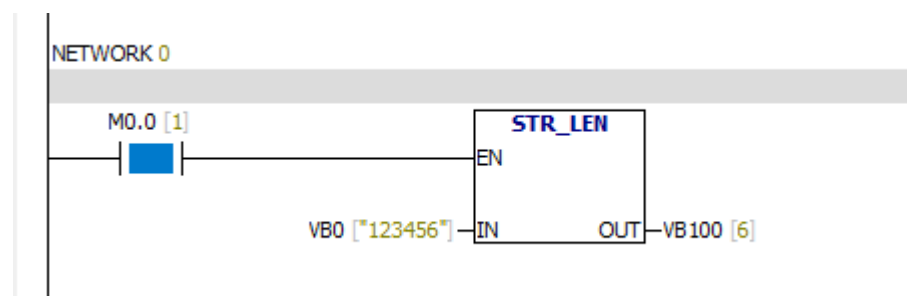 NETWORK 0
M0.0 [1]
STR_LEN
EN
VB0 ["123456"] IN OUT VB100 [6]